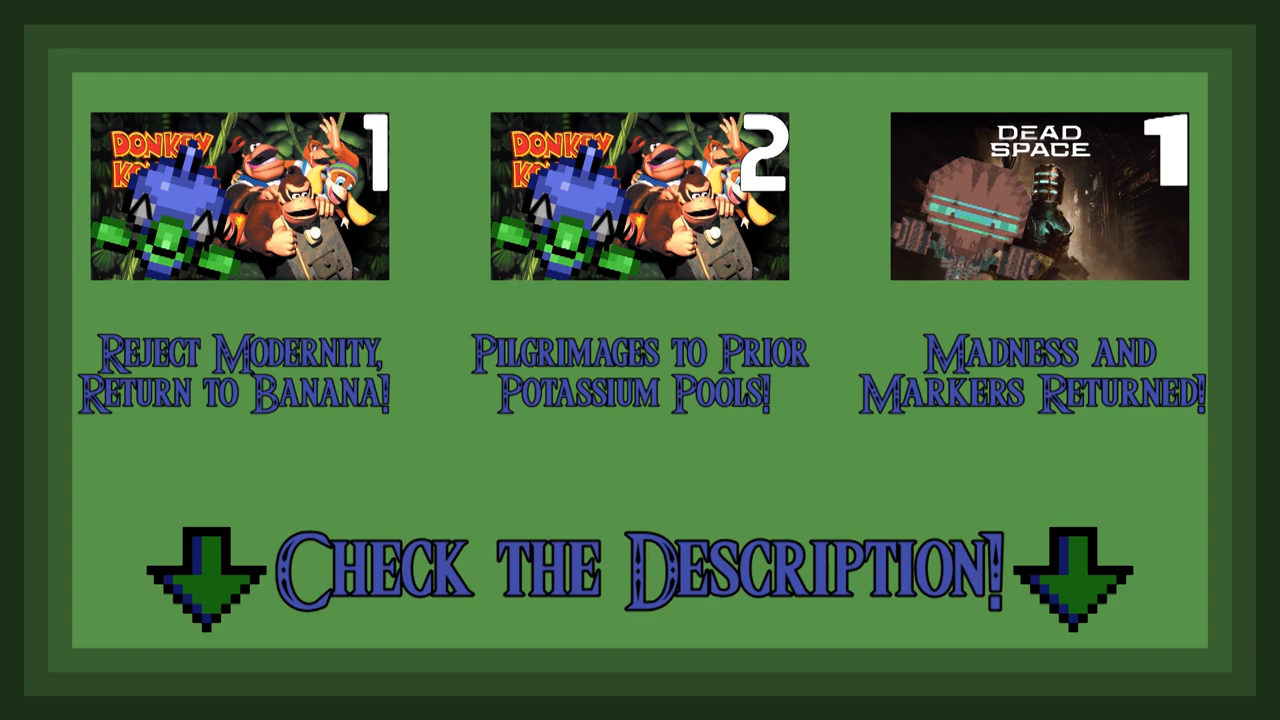 DONKEY
1
DONKEY
2
DEAD
SPACE
1
Reject Modernity,
Return to Banana!
Pilgrimages to Prior
Potassium Pools!
Madness and
Markers Returned!
Check the Description!